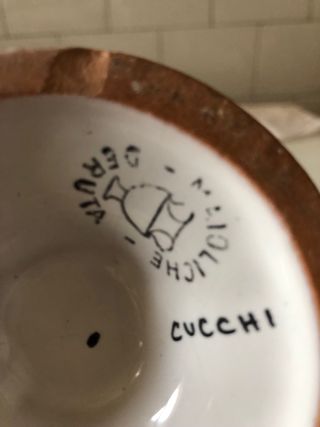 MAIOLICHE - DERUTA -
CUCCHI